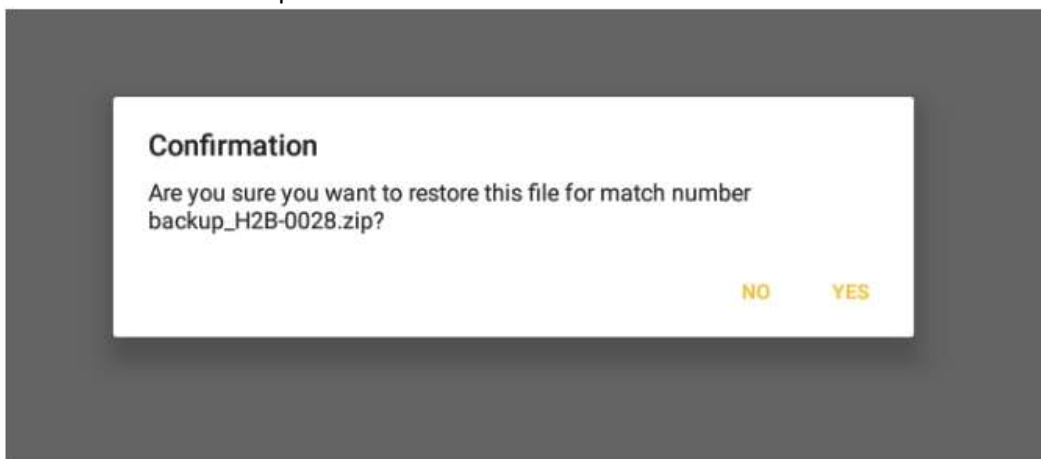 Confirmation
Are you sure you want to restore this file for match number
backup_H2B-0028.zip?
NO YES